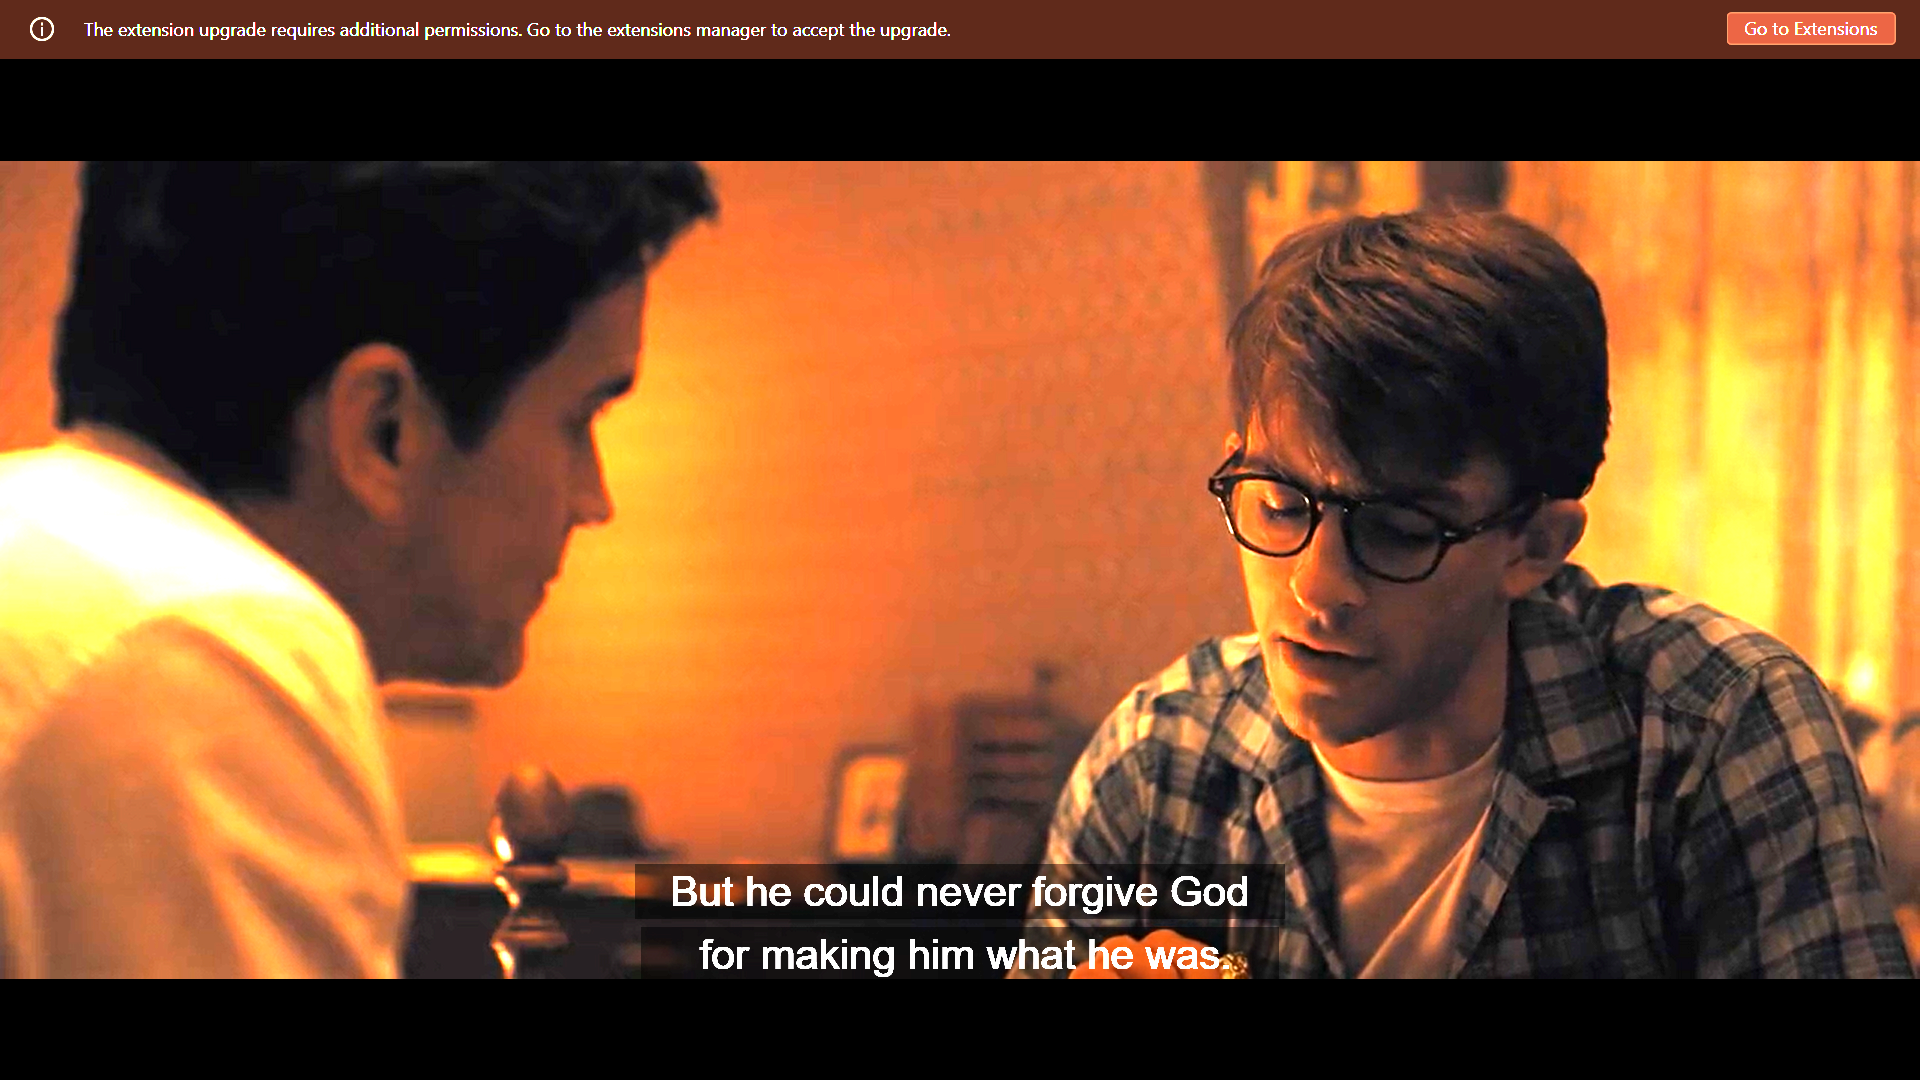 The extension upgrade requires additional permissions. Go to the extensions manager to accept the upgrade.
Go to Extensions
But he could never forgive God
for making him what he was.